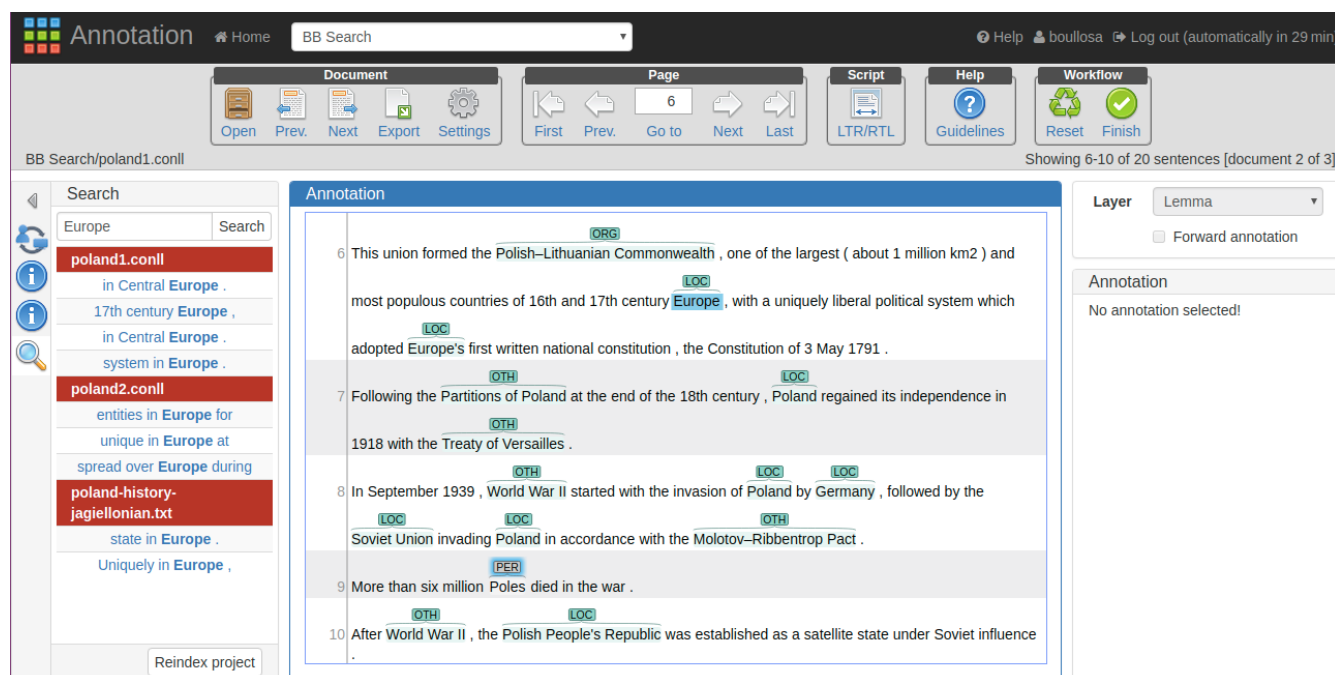 Annotation Home BB Search Help boullosa Log out (automatically in 29 min
Document Page Script Help Workflow
6
Open Prev. Next Export Settings First Prev. Go to Next Last LTR/RTL Guidelines Reset Finish
BB Search/poland1.conll Showing 6-10 of 20 sentences [document 2 of 3]
Search
Europe Search
poland1.conll
in Central Europe .
17th century Europe ,
in Central Europe .
system in Europe .
poland2.conll
entities in Europe for
unique in Europe at
spread over Europe during
poland-history-
jagiellonian.txt
state in Europe .
Uniquely in Europe ,
Reindex project
Annotation
ORG
6 This union formed the Polish–Lithuanian Commonwealth , one of the largest ( about 1 million km2 ) and
LOC
most populous countries of 16th and 17th century Europe , with a uniquely liberal political system which
LOC
adopted Europe's first written national constitution , the Constitution of 3 May 1791 .
OTH LOC
7 Following the Partitions of Poland at the end of the 18th century , Poland regained its independence in
OTH
1918 with the Treaty of Versailles .
OTH LOC LOC
8 In September 1939 , World War II started with the invasion of Poland by Germany , followed by the
LOC LOC OTH
Soviet Union invading Poland in accordance with the Molotov–Ribbentrop Pact .
PER
9 More than six million Poles died in the war .
OTH LOC
10 After World War II , the Polish People's Republic was established as a satellite state under Soviet influence
.
Layer Lemma
Forward annotation
Annotation
No annotation selected!